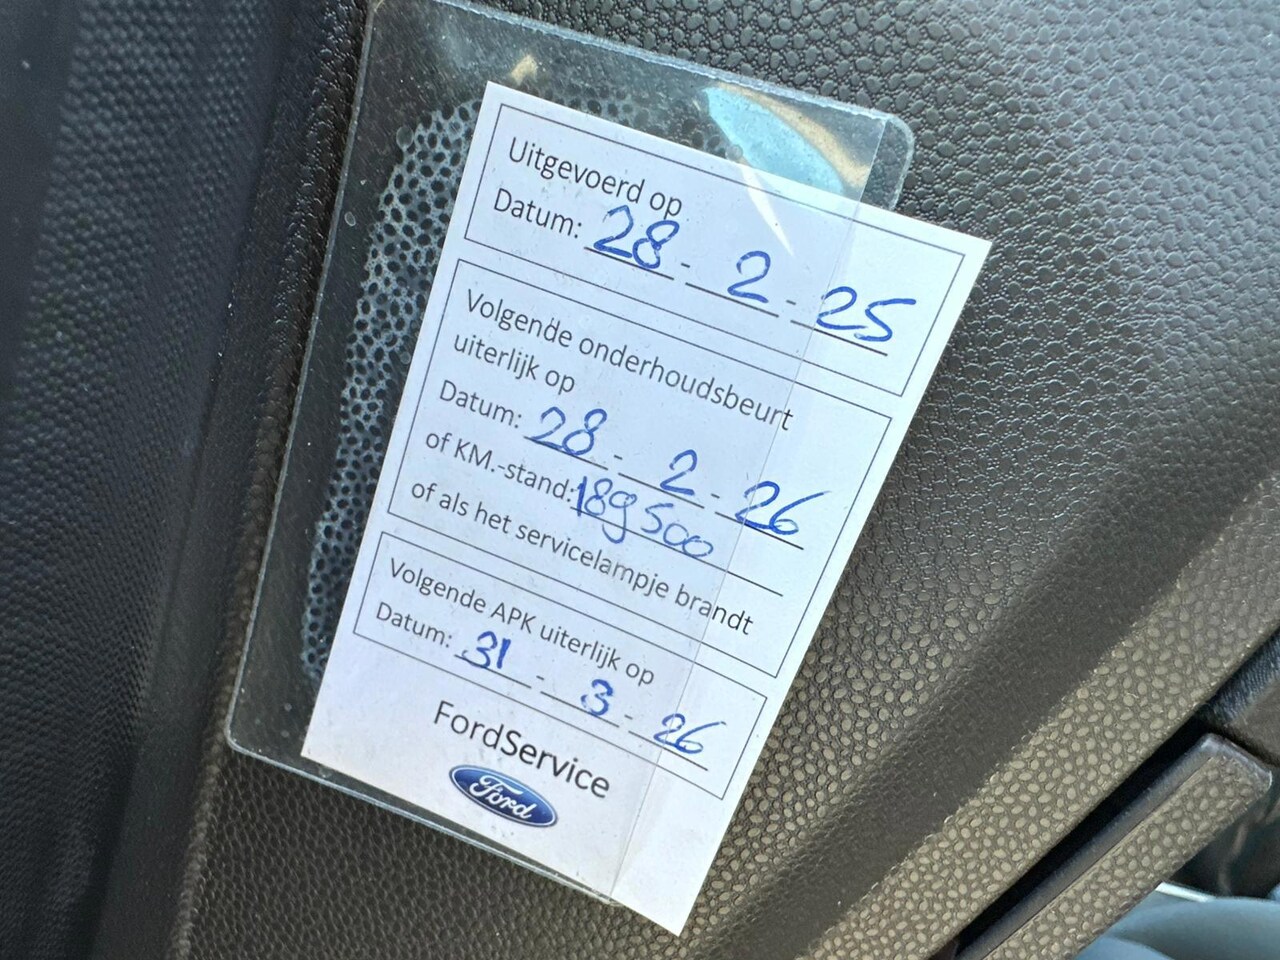 Uitgevoerd op
Datum: 28 - 2 - 25
Volgende onderhoudsbeurt
uiterlijk op
Datum: 28 - 2 - 26
of KM.-stand: 189500
of als het servicelampje brandt
Volgende APK uiterlijk op
Datum: 31 - 3 - 26
FordService
Ford